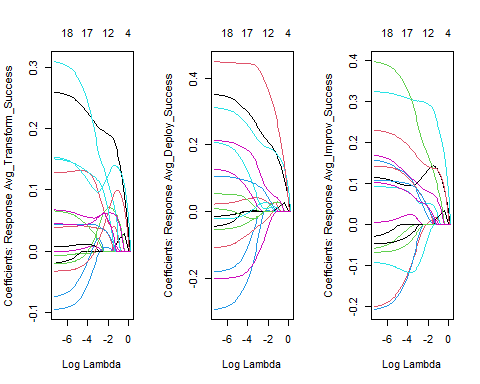 18 17 12 4
Coefficients: Response Avg_Transform_Success
0.3
0.2
0.1
0.0
-0.1
-6 -4 -2 0
Log Lambda
18 17 12 4
Coefficients: Response Avg_Deploy_Success
0.4
0.2
0.0
-0.2
-6 -4 -2 0
Log Lambda
18 17 12 4
Coefficients: Response Avg_Improv_Success
0.4
0.3
0.2
0.1
0.0
-0.1
-0.2
-6 -4 -2 0
Log Lambda